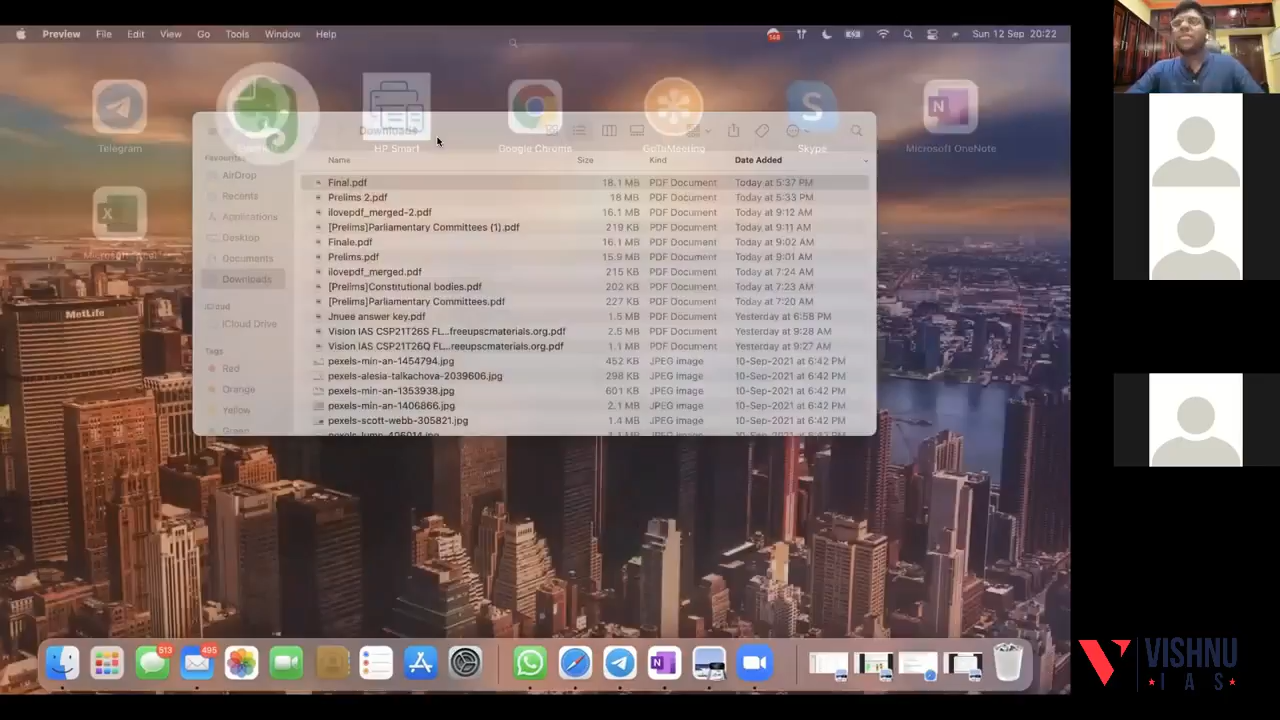 Preview File Edit View Go Tools Window Help
168
Sun 12 Sep 20:22
Telegram
HP Smart
Google Chrome
GoToMeeting
Skype
Microsoft OneNote
Downloads
Favourites
AirDrop
Recents
Applications
Desktop
Documents
Downloads
iCloud
iCloud Drive
Tags
Red
Orange
Yellow
Green
Name Size Kind Date Added
Final.pdf 18.1 MB PDF Document Today at 5:37 PM
Prelims 2.pdf 18 MB PDF Document Today at 5:33 PM
ilovepdf_merged-2.pdf 16.1 MB PDF Document Today at 9:12 AM
[Prelims]Parliamentary Committees (1).pdf 219 KB PDF Document Today at 9:11 AM
Finale.pdf 16.1 MB PDF Document Today at 9:02 AM
Prelims.pdf 15.9 MB PDF Document Today at 9:01 AM
ilovepdf_merged.pdf 215 KB PDF Document Today at 7:24 AM
[Prelims]Constitutional bodies.pdf 202 KB PDF Document Today at 7:23 AM
[Prelims]Parliamentary Committees.pdf 227 KB PDF Document Today at 7:20 AM
Jnuee answer key.pdf 1.5 MB PDF Document Yesterday at 6:58 PM
Vision IAS CSP21T26S FL...freeupscmaterials.org.pdf 2.5 MB PDF Document Yesterday at 9:28 AM
Vision IAS CSP21T26Q FL...freeupscmaterials.org.pdf 1.1 MB PDF Document Yesterday at 9:27 AM
pexels-min-an-1454794.jpg 452 KB JPEG image 10-Sep-2021 at 6:42 PM
pexels-alesia-talkachova-2039606.jpg 298 KB JPEG image 10-Sep-2021 at 6:42 PM
pexels-min-an-1353938.jpg 601 KB JPEG image 10-Sep-2021 at 6:42 PM
pexels-min-an-1406866.jpg 2.1 MB JPEG image 10-Sep-2021 at 6:42 PM
pexels-scott-webb-305821.jpg 1.4 MB JPEG image 10-Sep-2021 at 6:42 PM
MetLife
513
495
VISHNU
IAS